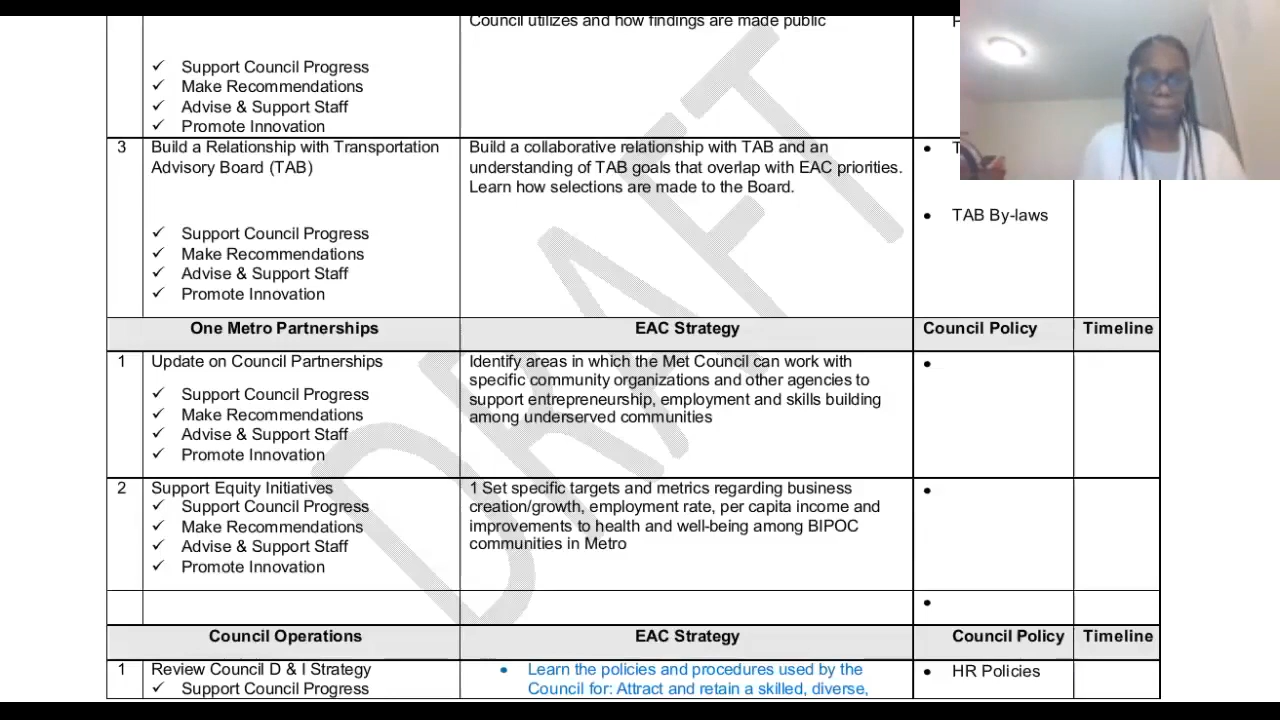 Council utilizes and how findings are made public
✓ Support Council Progress
✓ Make Recommendations
✓ Advise & Support Staff
✓ Promote Innovation
3 Build a Relationship with Transportation
Advisory Board (TAB)
✓ Support Council Progress
✓ Make Recommendations
✓ Advise & Support Staff
✓ Promote Innovation
Build a collaborative relationship with TAB and an
understanding of TAB goals that overlap with EAC priorities.
Learn how selections are made to the Board.
• TAB By-laws
One Metro Partnerships EAC Strategy Council Policy Timeline
1 Update on Council Partnerships
✓ Support Council Progress
✓ Make Recommendations
✓ Advise & Support Staff
✓ Promote Innovation
Identify areas in which the Met Council can work with
specific community organizations and other agencies to
support entrepreneurship, employment and skills building
among underserved communities
2 Support Equity Initiatives
✓ Support Council Progress
✓ Make Recommendations
✓ Advise & Support Staff
✓ Promote Innovation
1 Set specific targets and metrics regarding business
creation/growth, employment rate, per capita income and
improvements to health and well-being among BIPOC
communities in Metro
Council Operations EAC Strategy Council Policy Timeline
1 Review Council D & I Strategy
✓ Support Council Progress
• Learn the policies and procedures used by the
Council for: Attract and retain a skilled, diverse,
• HR Policies
DRAFT